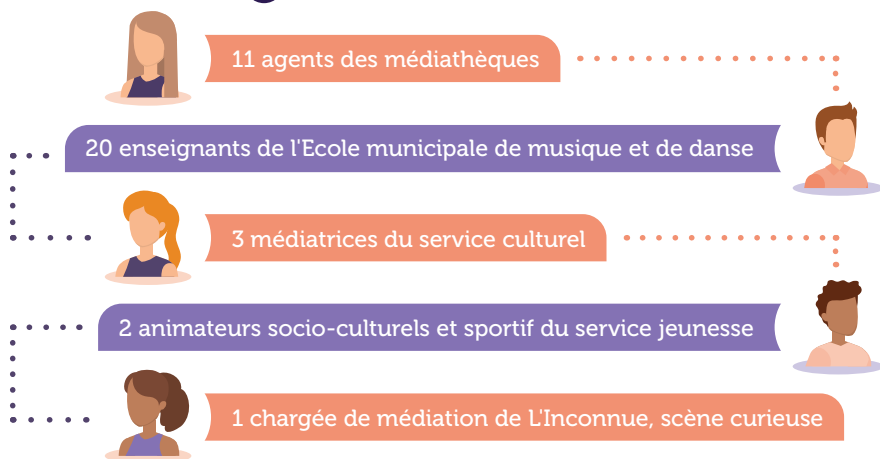 11 agents des médiathèques
20 enseignants de l'Ecole municipale de musique et de danse
3 médiatrices du service culturel
2 animateurs socio-culturels et sportif du service jeunesse
1 chargée de médiation de L'Inconnue, scène curieuse